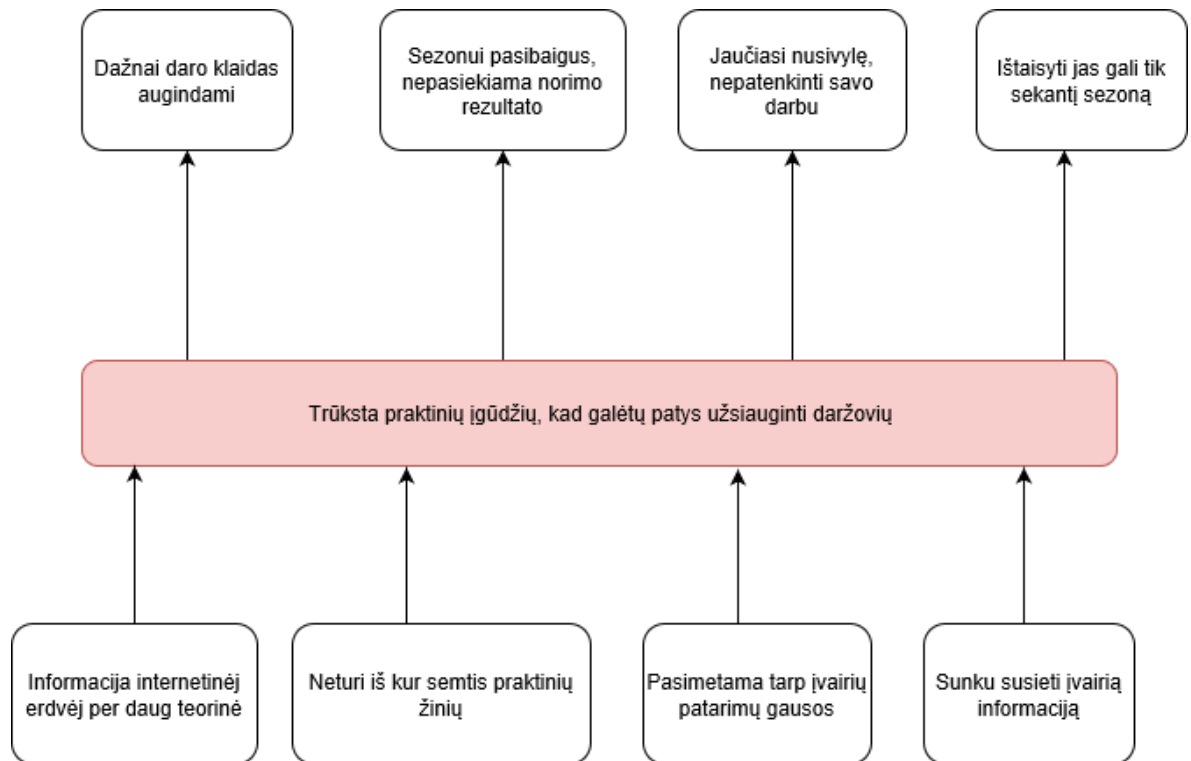 Dažnai daro klaidas
augindami
Sezonui pasibaigus,
nepasiekiama norimo
rezultato
Jaučiasi nusivylę,
nepatenkinti savo
darbu
Ištaisyti jas gali tik
sekantį sezoną
Trūksta praktinių įgūdžių, kad galėtų patys užsiauginti daržovių
Informacija internetinėj
erdvėj per daug teorinė
Neturi iš kur semtis praktinių
žinių
Pasimetama tarp įvairių
patarimų gausos
Sunku susieti įvairią
informaciją